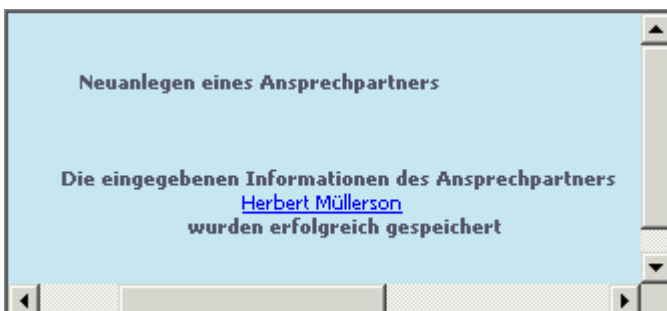 Neuanlegen eines Ansprechpartners
Die eingegebenen Informationen des Ansprechpartners
Herbert Müllerson
wurden erfolgreich gespeichert